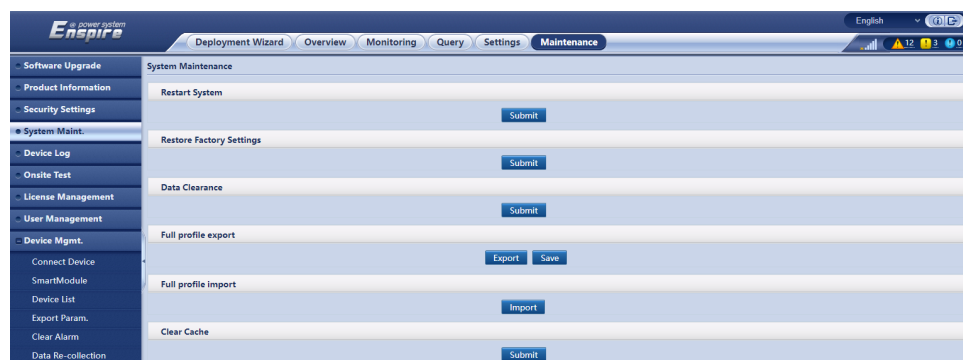 English
Enspire
power system
Deployment Wizard Overview Monitoring Query Settings Maintenance
12 3 0
Software Upgrade
Product Information
Security Settings
System Maint.
Device Log
Onsite Test
License Management
User Management
Device Mgmt.
Connect Device
SmartModule
Device List
Export Param.
Clear Alarm
Data Re-collection
System Maintenance
Restart System
Submit
Restore Factory Settings
Submit
Data Clearance
Submit
Full profile export
Export Save
Full profile import
Import
Clear Cache
Submit